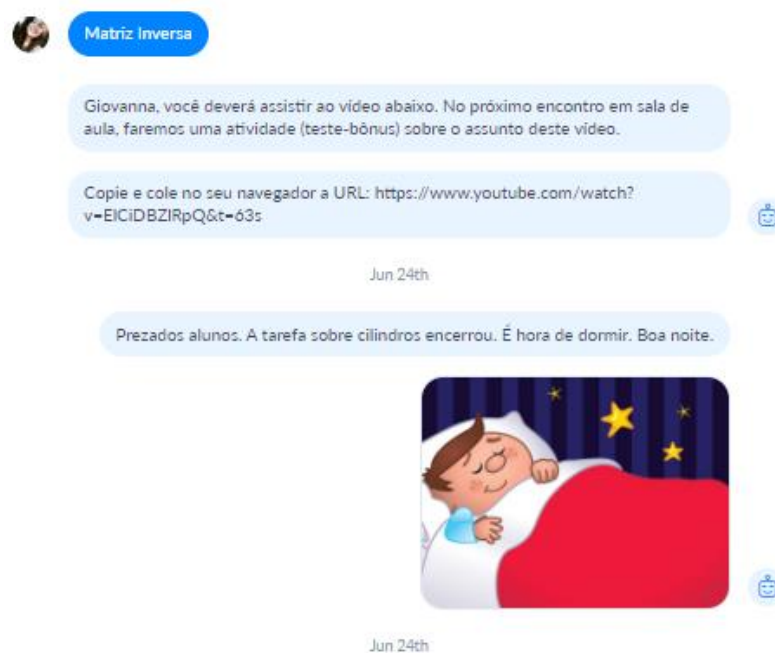 Matriz Inversa
Giovanna, você deverá assistir ao vídeo abaixo. No próximo encontro em sala de
aula, faremos uma atividade (teste-bônus) sobre o assunto deste vídeo.
Copie e cole no seu navegador a URL: https://www.youtube.com/watch?
v=ElCiDBZlRpQ&t=63s
Jun 24th
Prezados alunos. A tarefa sobre cilindros encerrou. É hora de dormir. Boa noite.
Jun 24th